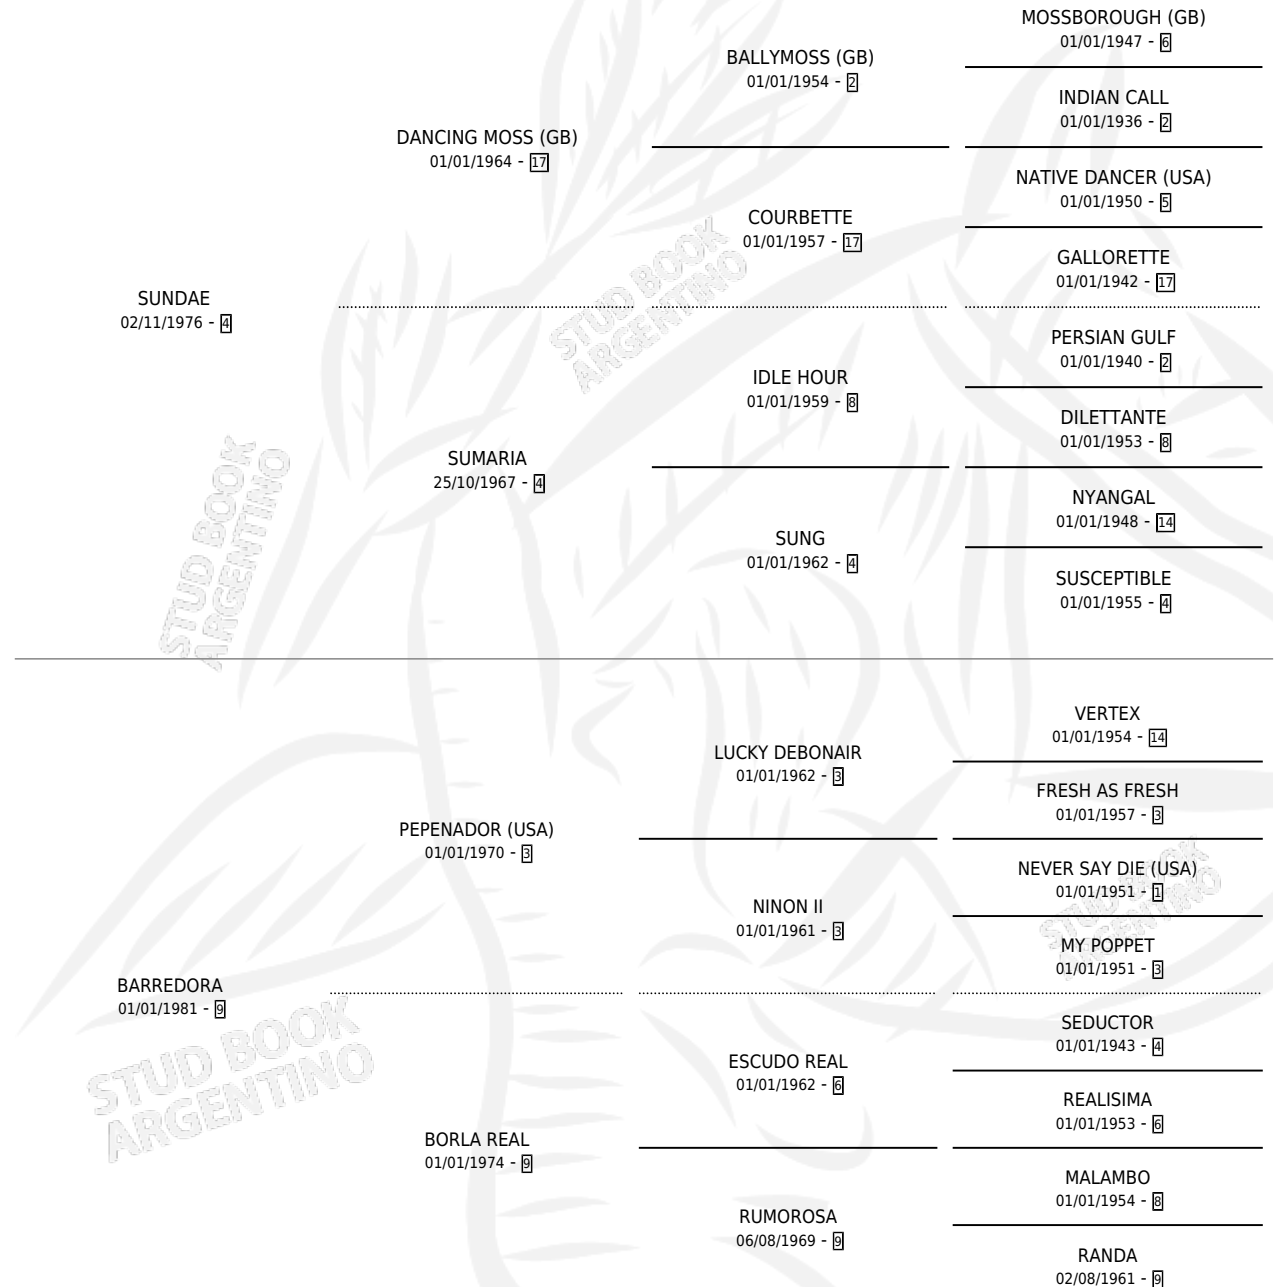 MOSSBOROUGH (GB)
01/01/1947 - 6
BALLYMOSS (GB)
01/01/1954 - 2
INDIAN CALL
01/01/1936 - 2
DANCING MOSS (GB)
01/01/1964 - 17
NATIVE DANCER (USA)
01/01/1950 - 5
COURBETTE
01/01/1957 - 17
GALLORETTE
01/01/1942 - 17
SUNDAE
02/11/1976 - 4
STUD BOOK
ARGENTINO
PERSIAN GULF
01/01/1940 - 2
IDLE HOUR
01/01/1959 - 8
DILETTANTE
01/01/1953 - 8
SUMARIA
25/10/1967 - 4
NYANGAL
01/01/1948 - 14
SUNG
01/01/1962 - 4
SUSCEPTIBLE
01/01/1955 - 4
STUD BOOK
ARGENTINO
VERTEX
01/01/1954 - 14
LUCKY DEBONAIR
01/01/1962 - 3
FRESH AS FRESH
01/01/1957 - 3
PEPENADOR (USA)
01/01/1970 - 3
NEVER SAY DIE (USA)
01/01/1951 - 1
NINON II
01/01/1961 - 3
MY POPPET
01/01/1951 - 3
STUD BOOK
ARGENTINO
BARREDORA
01/01/1981 - 9
SEDUCTOR
01/01/1943 - 4
ESCUDO REAL
01/01/1962 - 6
REALISIMA
01/01/1953 - 6
STUD BOOK
ARGENTINO
BORLA REAL
01/01/1974 - 9
MALAMBO
01/01/1954 - 8
RUMOROSA
06/08/1969 - 9
RANDA
02/08/1961 - 9